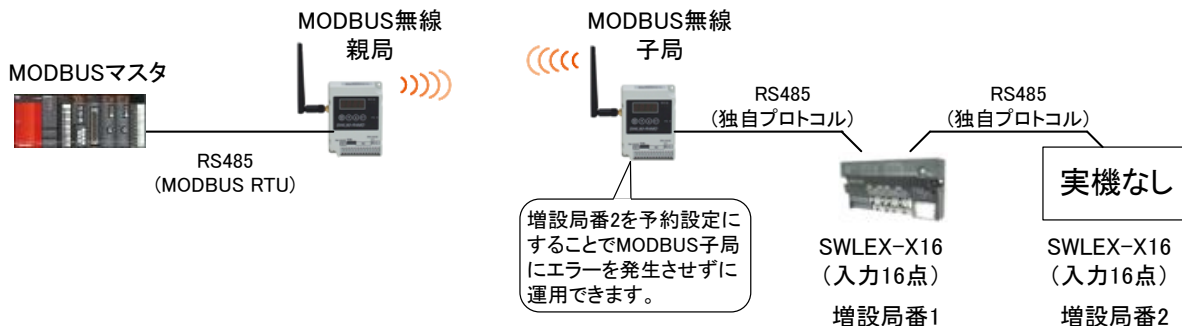 MODBUSマスタ
RS485
(MODBUS RTU)
MODBUS無線
親局
MODBUS無線
子局
増設局番2を予約設定に
することでMODBUS子局
にエラーを発生させずに
運用できます。
RS485
(独自プロトコル)
SWLEX-X16
(入力16点)
増設局番1
RS485
(独自プロトコル)
実機なし
SWLEX-X16
(入力16点)
増設局番2